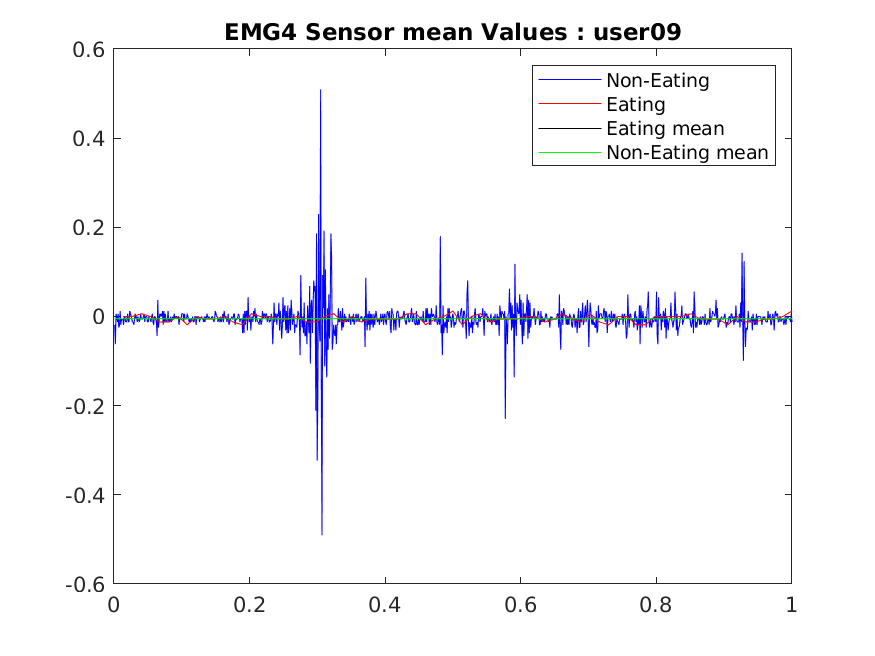 EMG4 Sensor mean Values : user09
0.6
0.4
0.2
0
-0.2
-0.4
-0.6
0
0.2
0.4
0.6
0.8
1
Non-Eating
Eating
Eating mean
Non-Eating mean